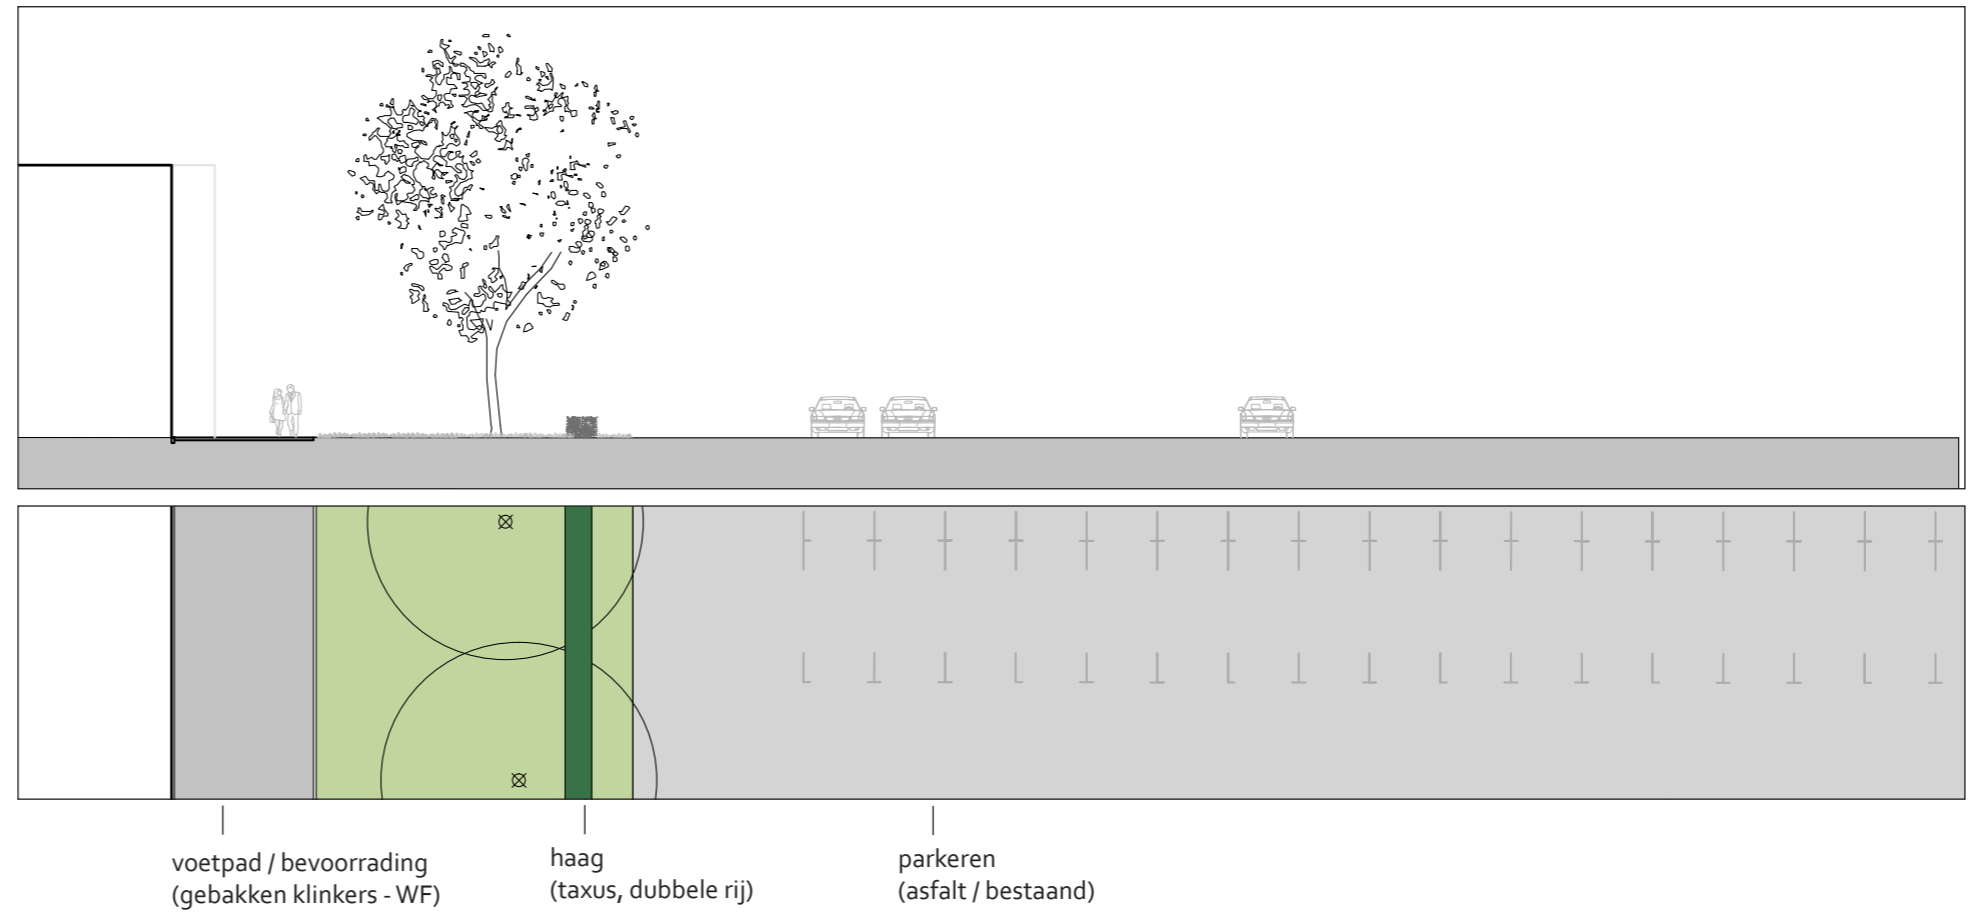 voetpad / bevoorrading
(gebakken klinkers - WF)
haag
(taxus, dubbele rij)
parkeren
(asfalt / bestaand)